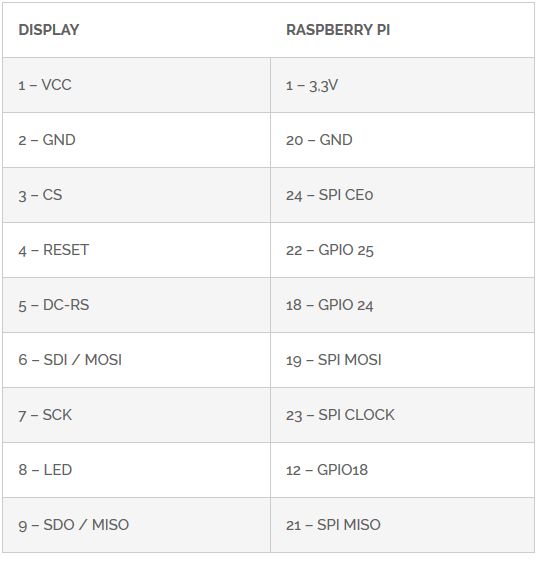 DISPLAY RASPBERRY PI
1 – VCC 1 – 3.3V
2 – GND 20 – GND
3 – CS 24 – SPI CE0
4 – RESET 22 – GPIO 25
5 – DC-RS 18 – GPIO 24
6 – SDI / MOSI 19 – SPI MOSI
7 – SCK 23 – SPI CLOCK
8 – LED 12 – GPIO18
9 – SDO / MISO 21 – SPI MISO